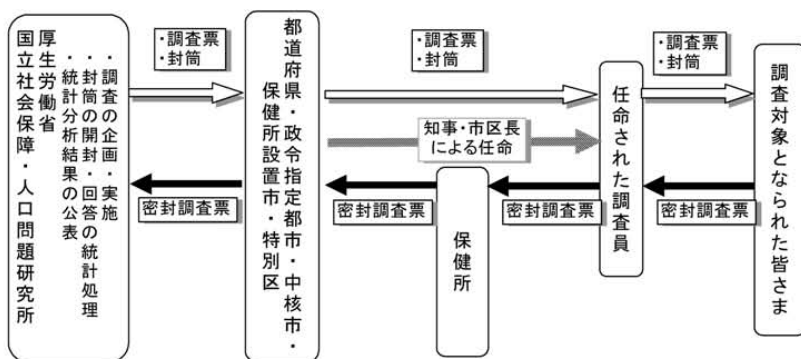 厚生労働省
国立社会保障・人口問題研究所
・調査の企画・実施
・封筒の開封・回答の統計処理
・統計分析結果の公表
・調査票
・封筒
密封調査票
都道府県・政令指定都市・中核市・
保健所設置市・特別区
・調査票
・封筒
知事・市区長
による任命
密封調査票
保健所
密封調査票
任命された調査員
・調査票
・封筒
密封調査票
調査対象となられた皆さま